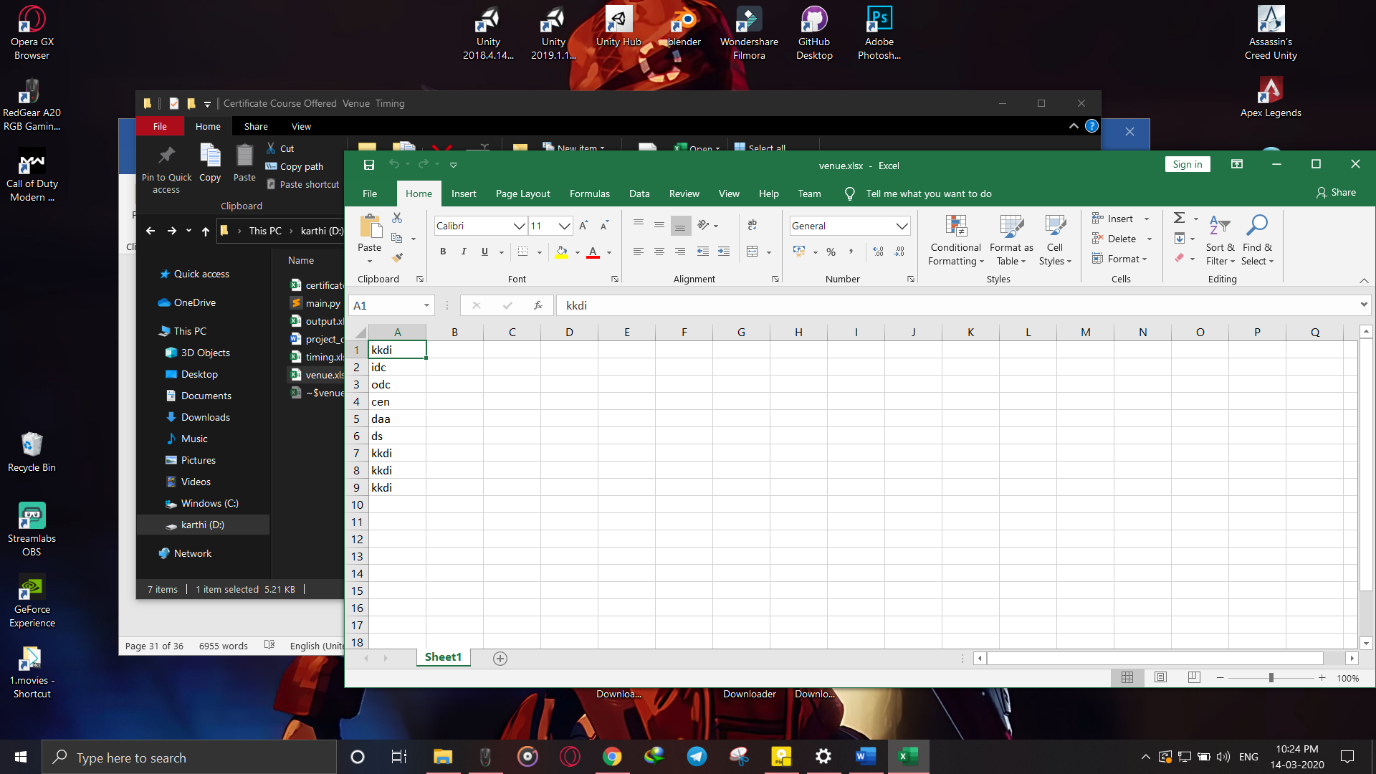 Opera GX
Browser
RedGear A20
RGB Gamin...
Call of Duty
Modern ...
Recycle Bin
Streamlabs
OBS
GeForce
Experience
1.movies -
Shortcut
Unity
2018.4.14...
Unity
2019.1.1...
Unity Hub
blender
Wondershare
Filmora
GitHub
Desktop
Adobe
Photosh...
Assassin's
Creed Unity
Apex Legends
Certificate Course Offered Venue Timing
File Home Share View
Pin to Quick
access
Copy
Paste
Cut
Copy path
Paste shortcut
Clipboard
New item
Open
Select all
This PC > karthi (D:)
Quick access
OneDrive
This PC
3D Objects
Desktop
Documents
Downloads
Music
Pictures
Videos
Windows (C:)
karthi (D:)
Network
Name
certificate
main.py
output.xl
project_c
timing.xls
venue.xls
~$venue
7 items 1 item selected 5.21 KB
Page 31 of 36 6955 words English (Unite
venue.xlsx - Excel
Sign in
File Home Insert Page Layout Formulas Data Review View Help Team Tell me what you want to do Share
Paste
Clipboard
Calibri 11
B I U
Font
Alignment
General
Number
Conditional
Formatting
Format as
Table
Cell
Styles
Styles
Insert
Delete
Format
Cells
Sort &
Filter
Find &
Select
Editing
A1 fx kkdi
A B C D E F G H I J K L M N O P Q
1 kkdi
2 idc
3 odc
4 cen
5 daa
6 ds
7 kkdi
8 kkdi
9 kkdi
10
11
12
13
14
15
16
17
18
Sheet1
100%
Downloa...
Downloader
Downlo...
Type here to search
ENG
10:24 PM
14-03-2020